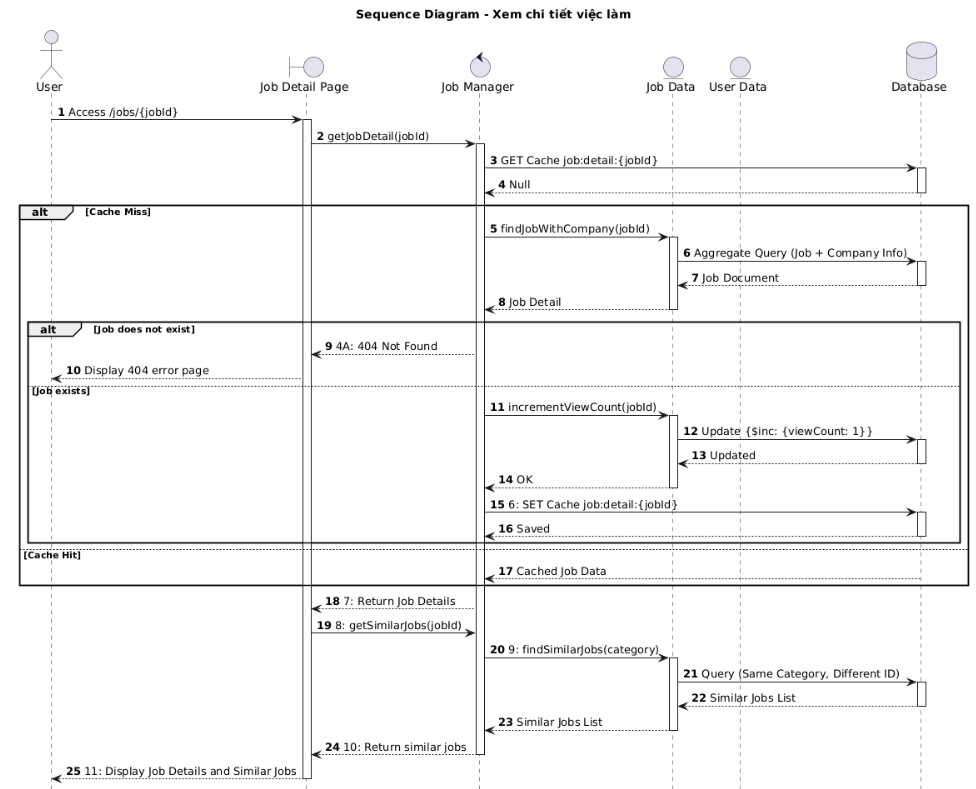 Sequence Diagram - Xem chi tiết việc làm
User
Job Detail Page
Job Manager
Job Data
User Data
Database
1 Access /jobs/{jobId}
2 getJobDetail(jobId)
3 GET Cache job:detail:{jobId}
4 Null
alt [Cache Miss]
5 findJobWithCompany(jobId)
6 Aggregate Query (Job + Company Info)
7 Job Document
8 Job Detail
alt [Job does not exist]
9 4A: 404 Not Found
10 Display 404 error page
[Job exists]
11 incrementViewCount(jobId)
12 Update {$inc: {viewCount: 1}}
13 Updated
14 OK
15 6: SET Cache job:detail:{jobId}
16 Saved
[Cache Hit]
17 Cached Job Data
18 7: Return Job Details
19 8: getSimilarJobs(jobId)
20 9: findSimilarJobs(category)
21 Query (Same Category, Different ID)
22 Similar Jobs List
23 Similar Jobs List
24 10: Return similar jobs
25 11: Display Job Details and Similar Jobs